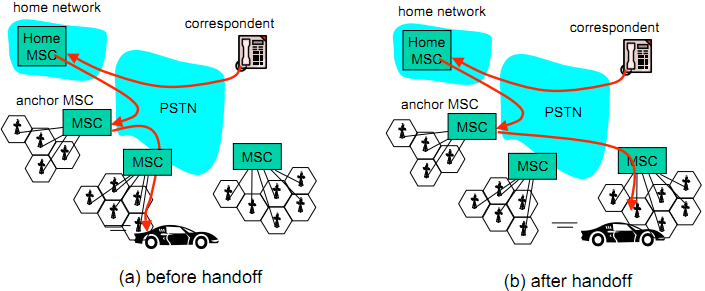 home network
correspondent
Home
MSC
PSTN
anchor MSC
MSC
MSC
MSC
(a) before handoff
home network
correspondent
Home
MSC
PSTN
anchor MSC
MSC
MSC
MSC
(b) after handoff